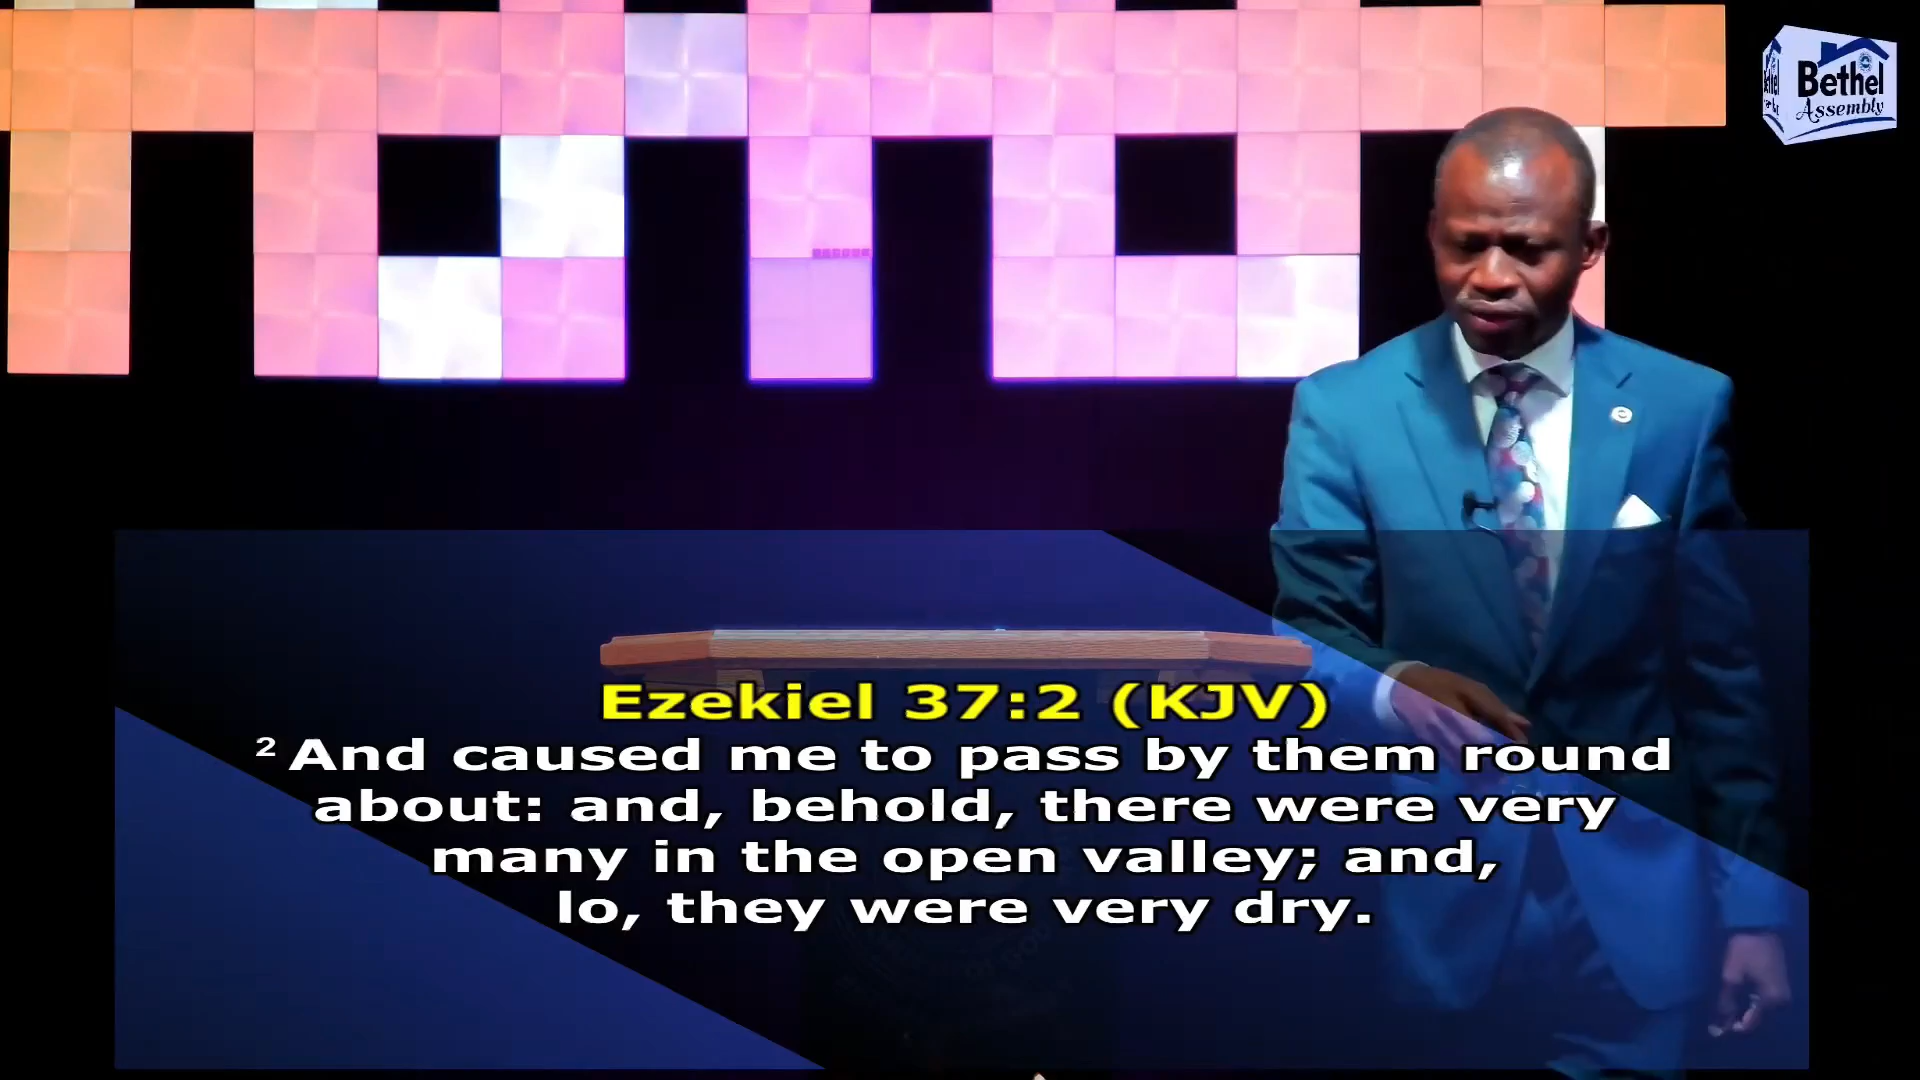 Bethel
Assembly
Ezekiel 37:2 (KJV)
2 And caused me to pass by them round
about: and, behold, there were very
many in the open valley; and,
lo, they were very dry.